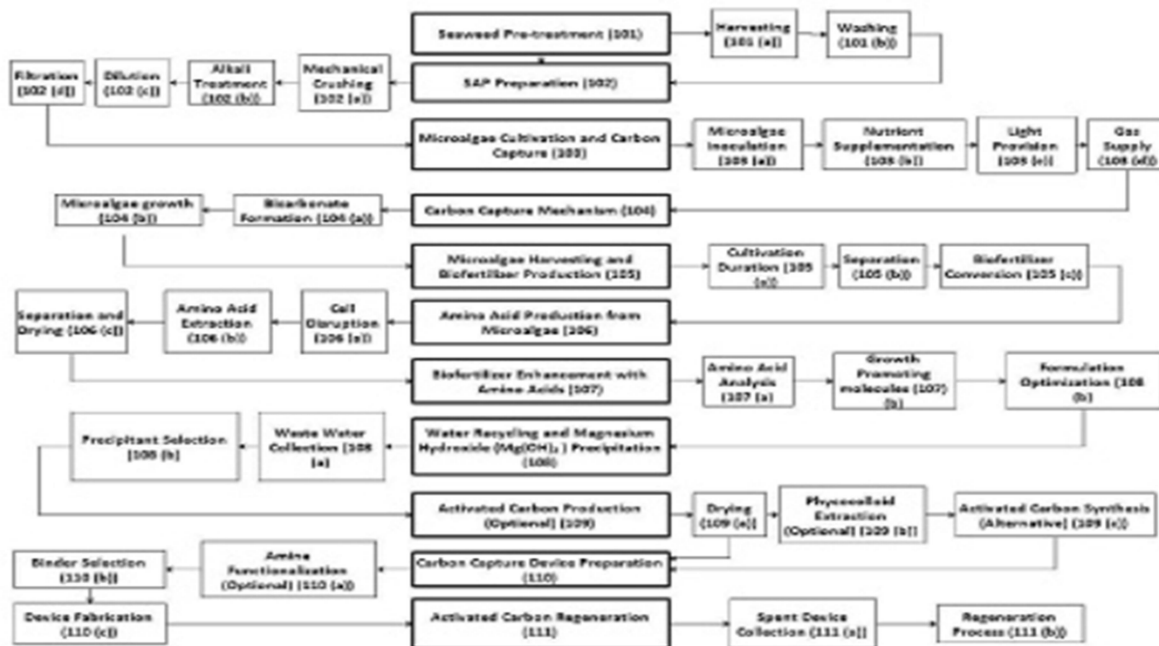 Seaweed Pre-treatment (101)
Harvesting
(101 (a))
Washing
(101 (b))
SAP Preparation (102)
Mechanical
Crushing
(102 (a))
Alkali
Treatment
(102 (b))
Dilution
(102 (c))
Filtration
(102 (d))
Microalgae Cultivation and Carbon
Capture (103)
Microalgae
Inoculation
(103 (a))
Nutrient
Supplementation
(103 (b))
Light
Provision
(103 (c))
Gas
Supply
(103 (d))
Carbon Capture Mechanism (104)
Bicarbonate
Formation (104 (a))
Microalgae growth
(104 (b))
Microalgae Harvesting and
Biofertilizer Production (105)
Cultivation
Duration (105
(a))
Separation
(105 (b))
Biofertilizer
Conversion (105 (c))
Amino Acid Production from
Microalgae (106)
Cell
Disruption
(106 (a))
Amino Acid
Extraction
(106 (b))
Separation and
Drying (106 (c))
Biofertilizer Enhancement with
Amino Acids (107)
Amino Acid
Analysis
(107 (a)
Growth
Promoting
molecules (107)
(b)
Formulation
Optimization (108
(b)
Water Recycling and Magnesium
Hydroxide (Mg(OH)₂ ) Precipitation
(108)
Waste Water
Collection (108
(a)
Precipitant Selection
(108 (b)
Activated Carbon Production
(Optional) (109)
Drying
(109 (a))
Phycocolloid
Extraction
(Optional) (109 (b))
Activated Carbon Synthesis
(Alternative) (109 (c))
Carbon Capture Device Preparation
(110)
Amine
Functionalization
(Optional) (110 (a))
Binder Selection
(110 (b))
Device Fabrication
(110 (c))
Activated Carbon Regeneration
(111)
Spent Device
Collection (111 (a))
Regeneration
Process (111 (b))